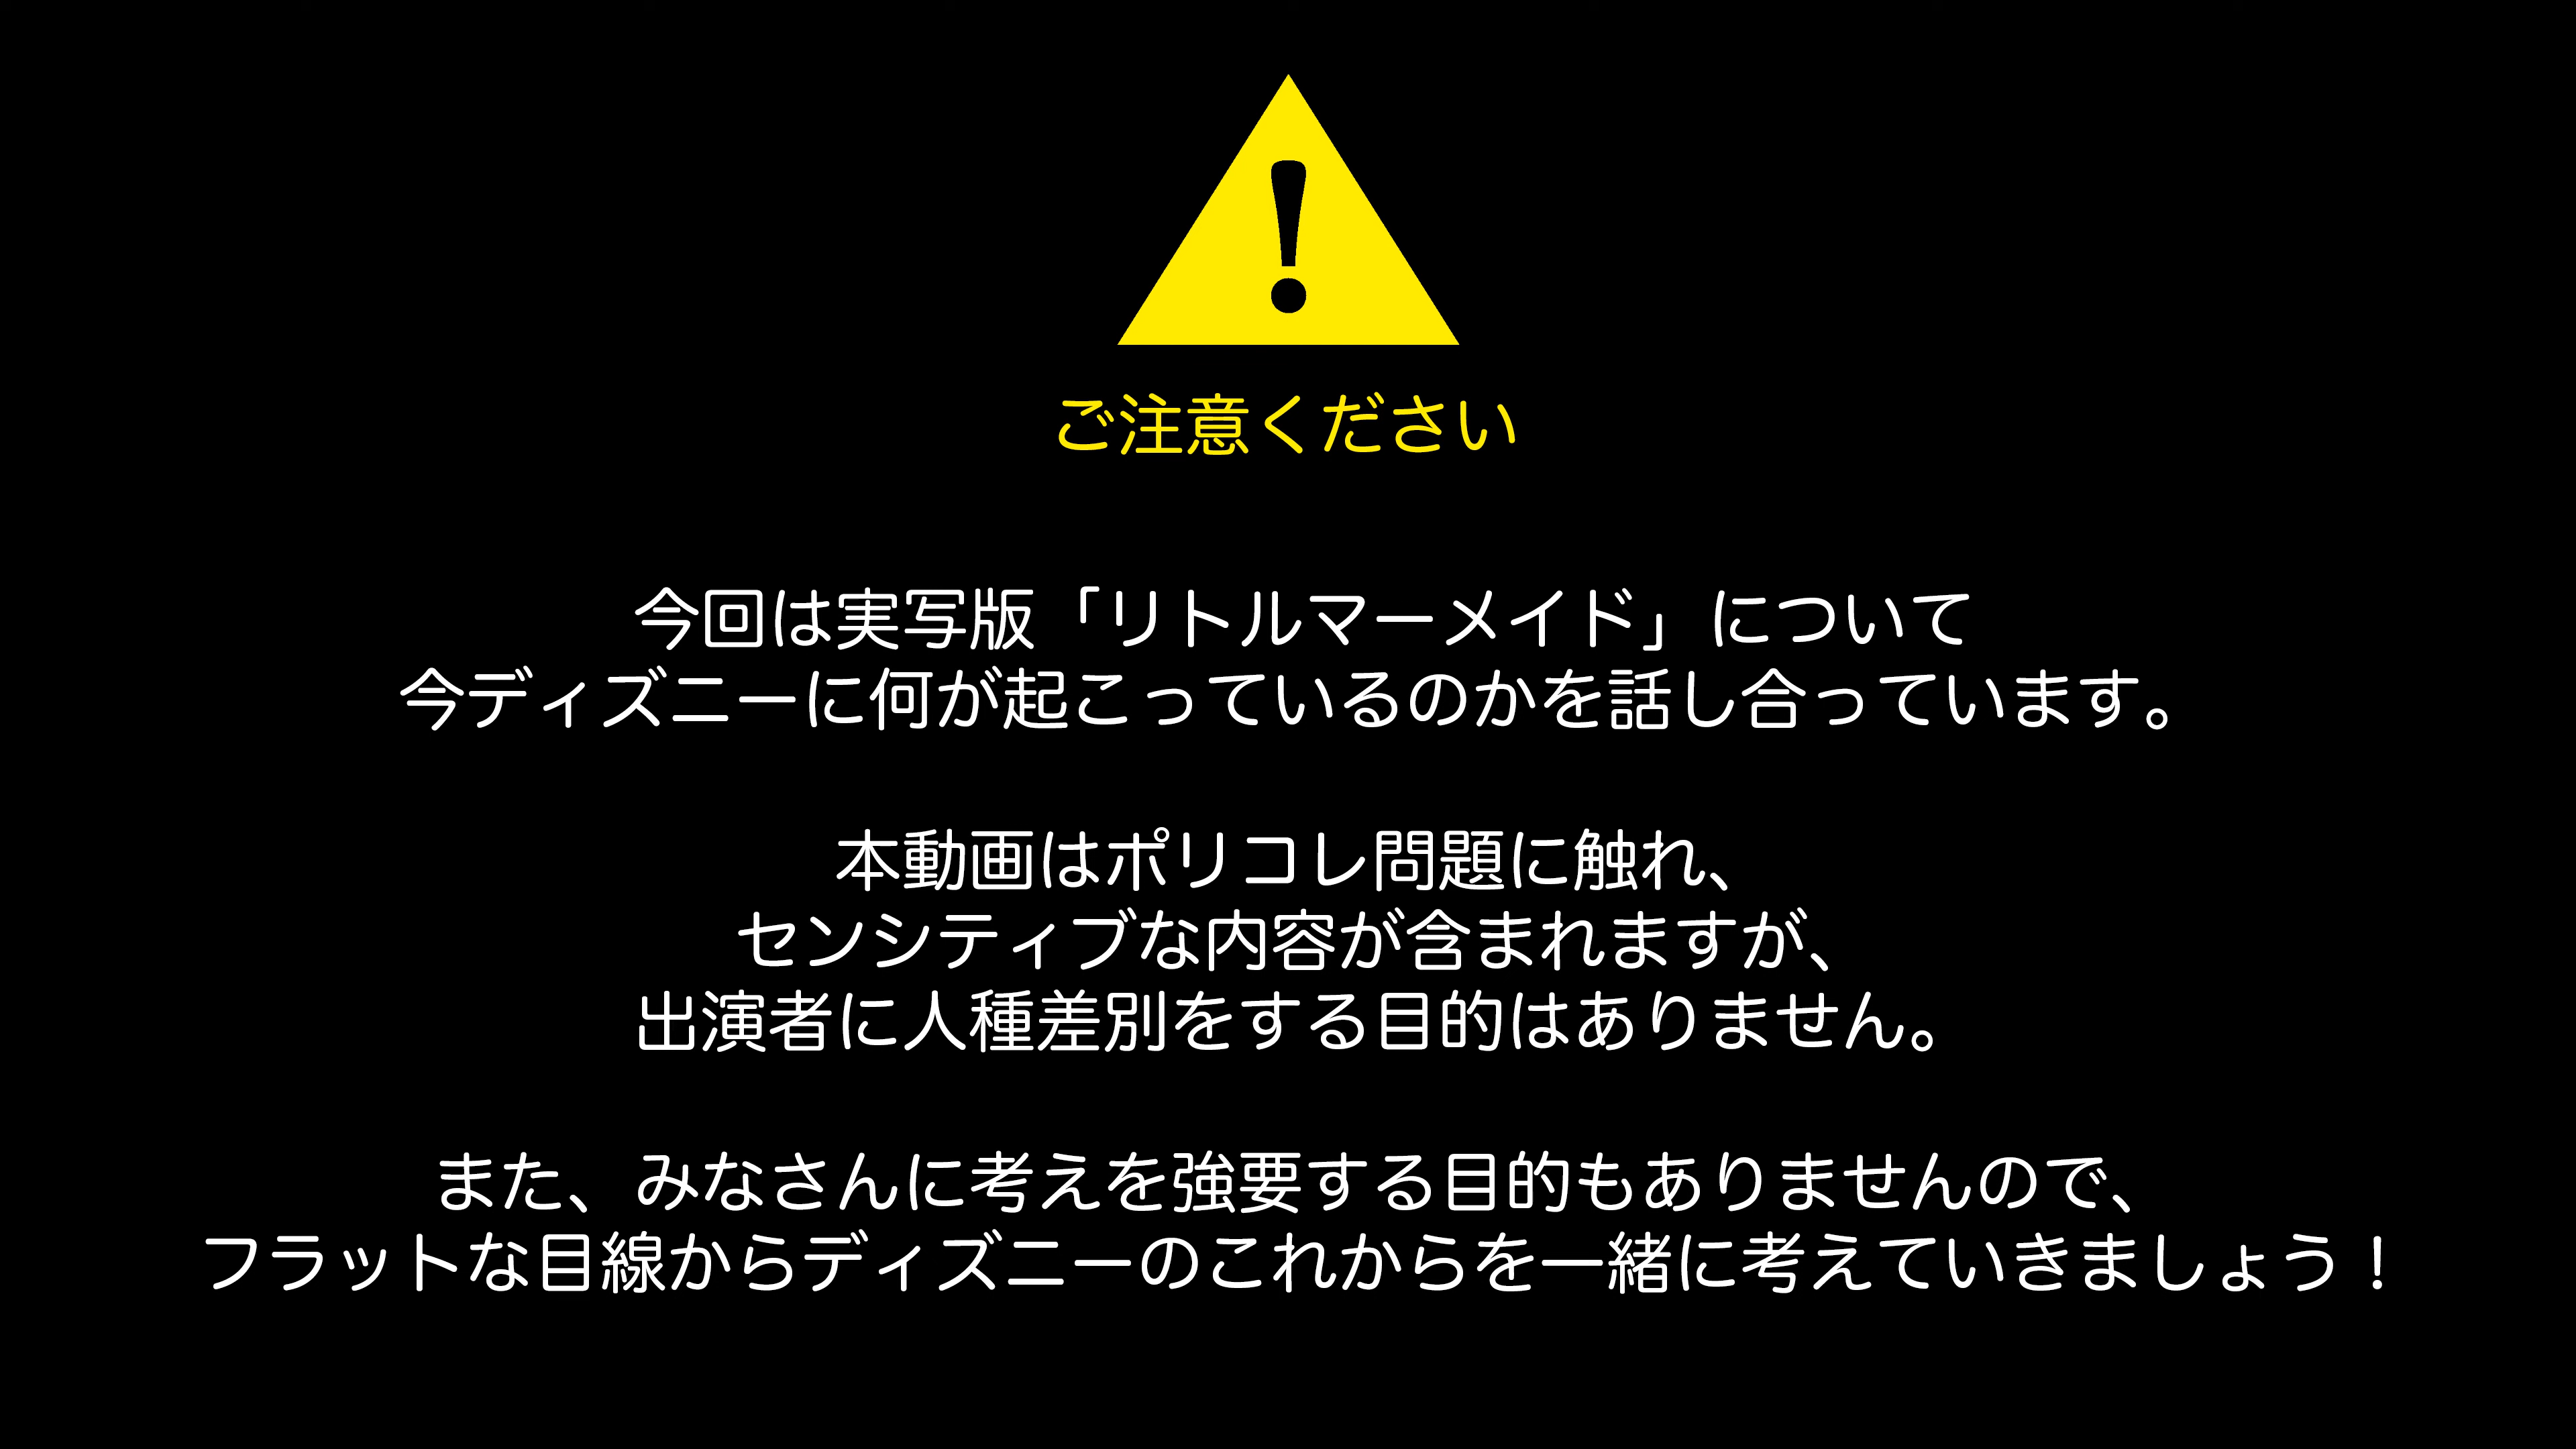 !
ご注意ください
今回は実写版「リトルマーメイド」について
今ディズニーに何が起こっているのかを話し合っています。
本動画はポリコレ問題に触れ、
センシティブな内容が含まれますが、
出演者に人種差別をする目的はありません。
また、みなさんに考えを強要する目的もありませんので、
フラットな目線からディズニーのこれからを一緒に考えていきましょう！